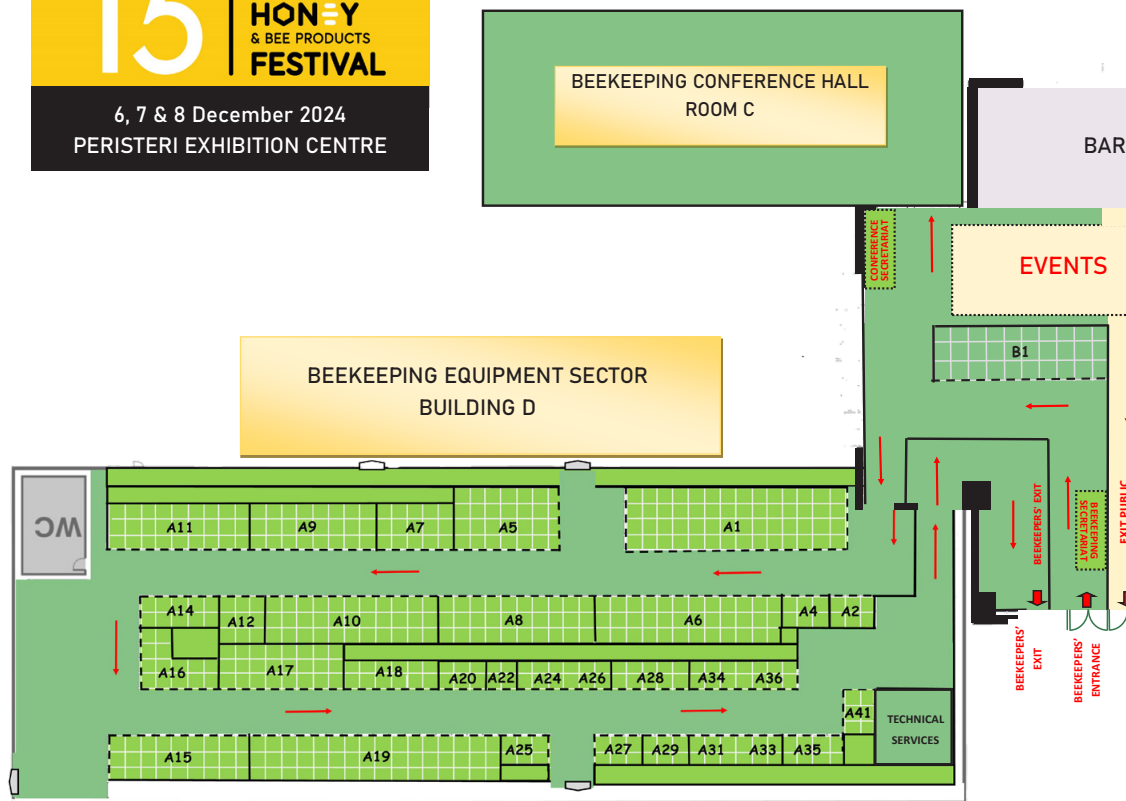 15
HONEY
& BEE PRODUCTS
FESTIVAL
6, 7 & 8 December 2024
PERISTERI EXHIBITION CENTRE
BEEKEEPING CONFERENCE HALL
ROOM C
BAR
CONFERENCE
SECRETARIAT
EVENTS
B1
BEEKEEPING EQUIPMENT SECTOR
BUILDING D
WC
A11
A9
A7
A5
A1
BEEKEEPERS' EXIT
BEEKEEPING
SECRETARIAT
EXIT PUBLIC
A14
A12
A10
A8
A6
A4
A2
A16
A17
A18
A20
A22
A24
A26
A28
A34
A36
BEEKEEPERS'
EXIT
BEEKEEPERS'
ENTRANCE
A41
TECHNICAL
SERVICES
A15
A19
A25
A27
A29
A31
A33
A35